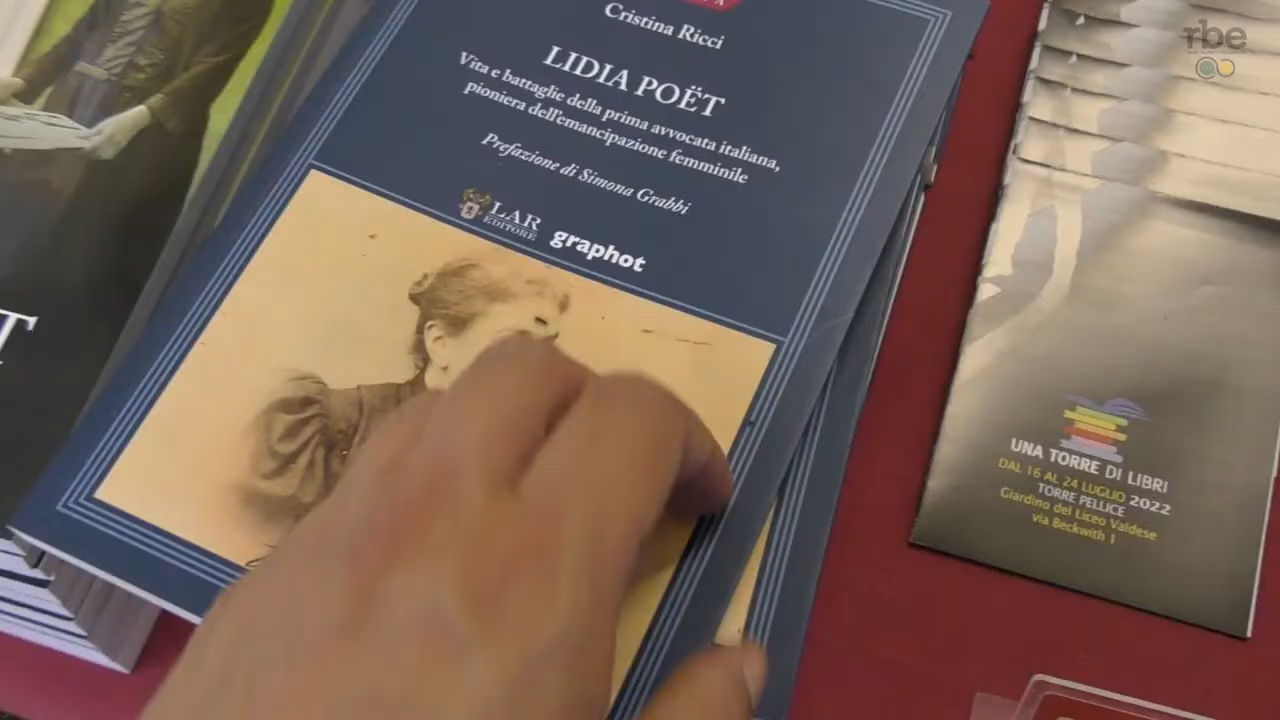 Cristina Ricci
LIDIA POËT
Vita e battaglie della prima avvocata italiana,
pioniera dell'emancipazione femminile
Prefazione di Simona Grabbi
LAR
EDITORE
graphot
T
rbe
UNA TORRE DI LIBRI
DAL 16 AL 24 LUGLIO 2022
TORRE PELLICE
Giardino del Liceo Valdese
via Beckwith 1